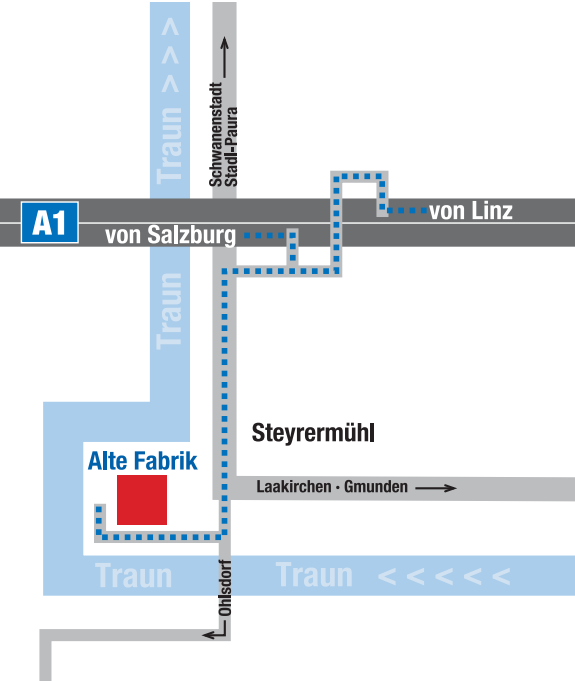 Traun > > >
Schwanenstadt
Stadl-Paura
A1
von Linz
von Salzburg
Traun
Steyrermühl
Alte Fabrik
Laakirchen · Gmunden
Traun
Traun < < < < <
Ohlsdorf